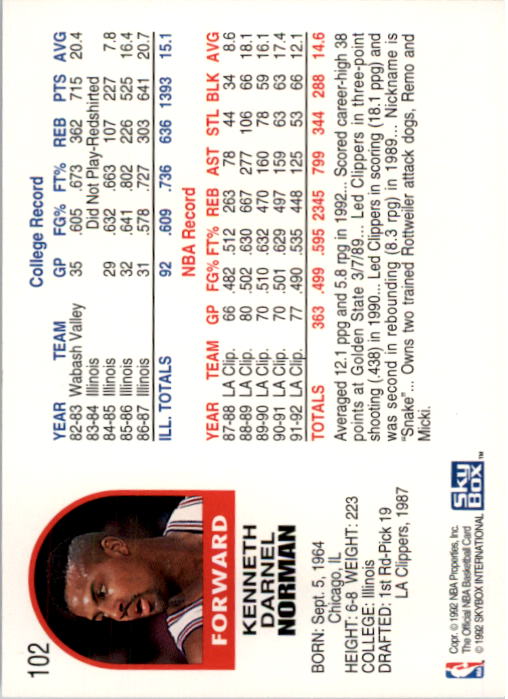 102
FORWARD
KENNETH
DARNEL
NORMAN
BORN: Sept. 5, 1964
Chicago, IL
HEIGHT: 6-8 WEIGHT: 223
COLLEGE: Illinois
DRAFTED: 1st Rd-Pick 19
LA Clippers, 1987
Copr. © 1992 NBA Properties, Inc.
The Official NBA Basketball Card
© 1992 SKYBOX INTERNATIONAL
NBA
SkyBox™
College Record
YEAR TEAM GP FG% FT% REB PTS AVG
82-83 Wabash Valley 35 .605 .673 362 715 20.4
83-84 Illinois Did Not Play-Redshirted
84-85 Illinois 29 .632 .663 107 227 7.8
85-86 Illinois 32 .641 .802 226 525 16.4
86-87 Illinois 31 .578 .727 303 641 20.7
ILL. TOTALS 92 .609 .736 636 1393 15.1
NBA Record
YEAR TEAM GP FG% FT% REB AST STL BLK AVG
87-88 LA Clip. 66 .482 .512 263 78 44 34 8.6
88-89 LA Clip. 80 .502 .630 667 277 106 66 18.1
89-90 LA Clip. 70 .510 .632 470 160 78 59 16.1
90-91 LA Clip. 70 .501 .629 497 159 63 63 17.4
91-92 LA Clip. 77 .490 .535 448 125 53 66 12.1
TOTALS 363 .499 .595 2345 799 344 288 14.6
Averaged 12.1 ppg and 5.8 rpg in 1992... Scored career-high 38
points at Golden State 3/7/89... Led Clippers in three-point
shooting (.438) in 1990... Led Clippers in scoring (18.1 ppg) and
was second in rebounding (8.3 rpg) in 1989... Nickname is
"Snake"... Owns two trained Rottweiler attack dogs, Remo and
Micki.